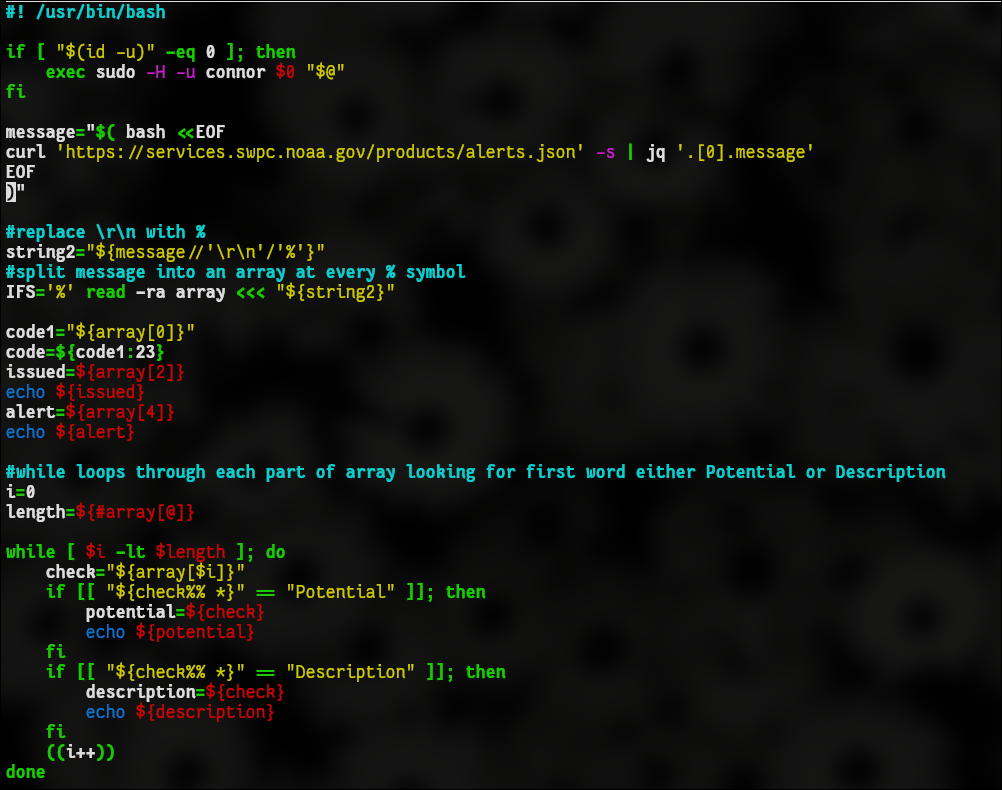 #! /usr/bin/bash
if [ "$(id -u)" -eq 0 ]; then
    exec sudo -H -u connor $0 "$@"
fi
message="$( bash <<EOF
curl 'https://services.swpc.noaa.gov/products/alerts.json' -s | jq '.[0].message'
EOF
)"
#replace \r\n with %
string2="${message//'\r\n'/'%'}"
#split message into an array at every % symbol
IFS='%' read -ra array <<< "${string2}"
code1="${array[0]}"
code=${code1:23}
issued=${array[2]}
echo ${issued}
alert=${array[4]}
echo ${alert}
#while loops through each part of array looking for first word either Potential or Description
i=0
length=${#array[@]}
while [ $i -lt $length ]; do
    check="${array[$i]}"
    if [[ "${check%% *}" == "Potential" ]]; then
        potential=${check}
        echo ${potential}
    fi
    if [[ "${check%% *}" == "Description" ]]; then
        description=${check}
        echo ${description}
    fi
    ((i++))
done